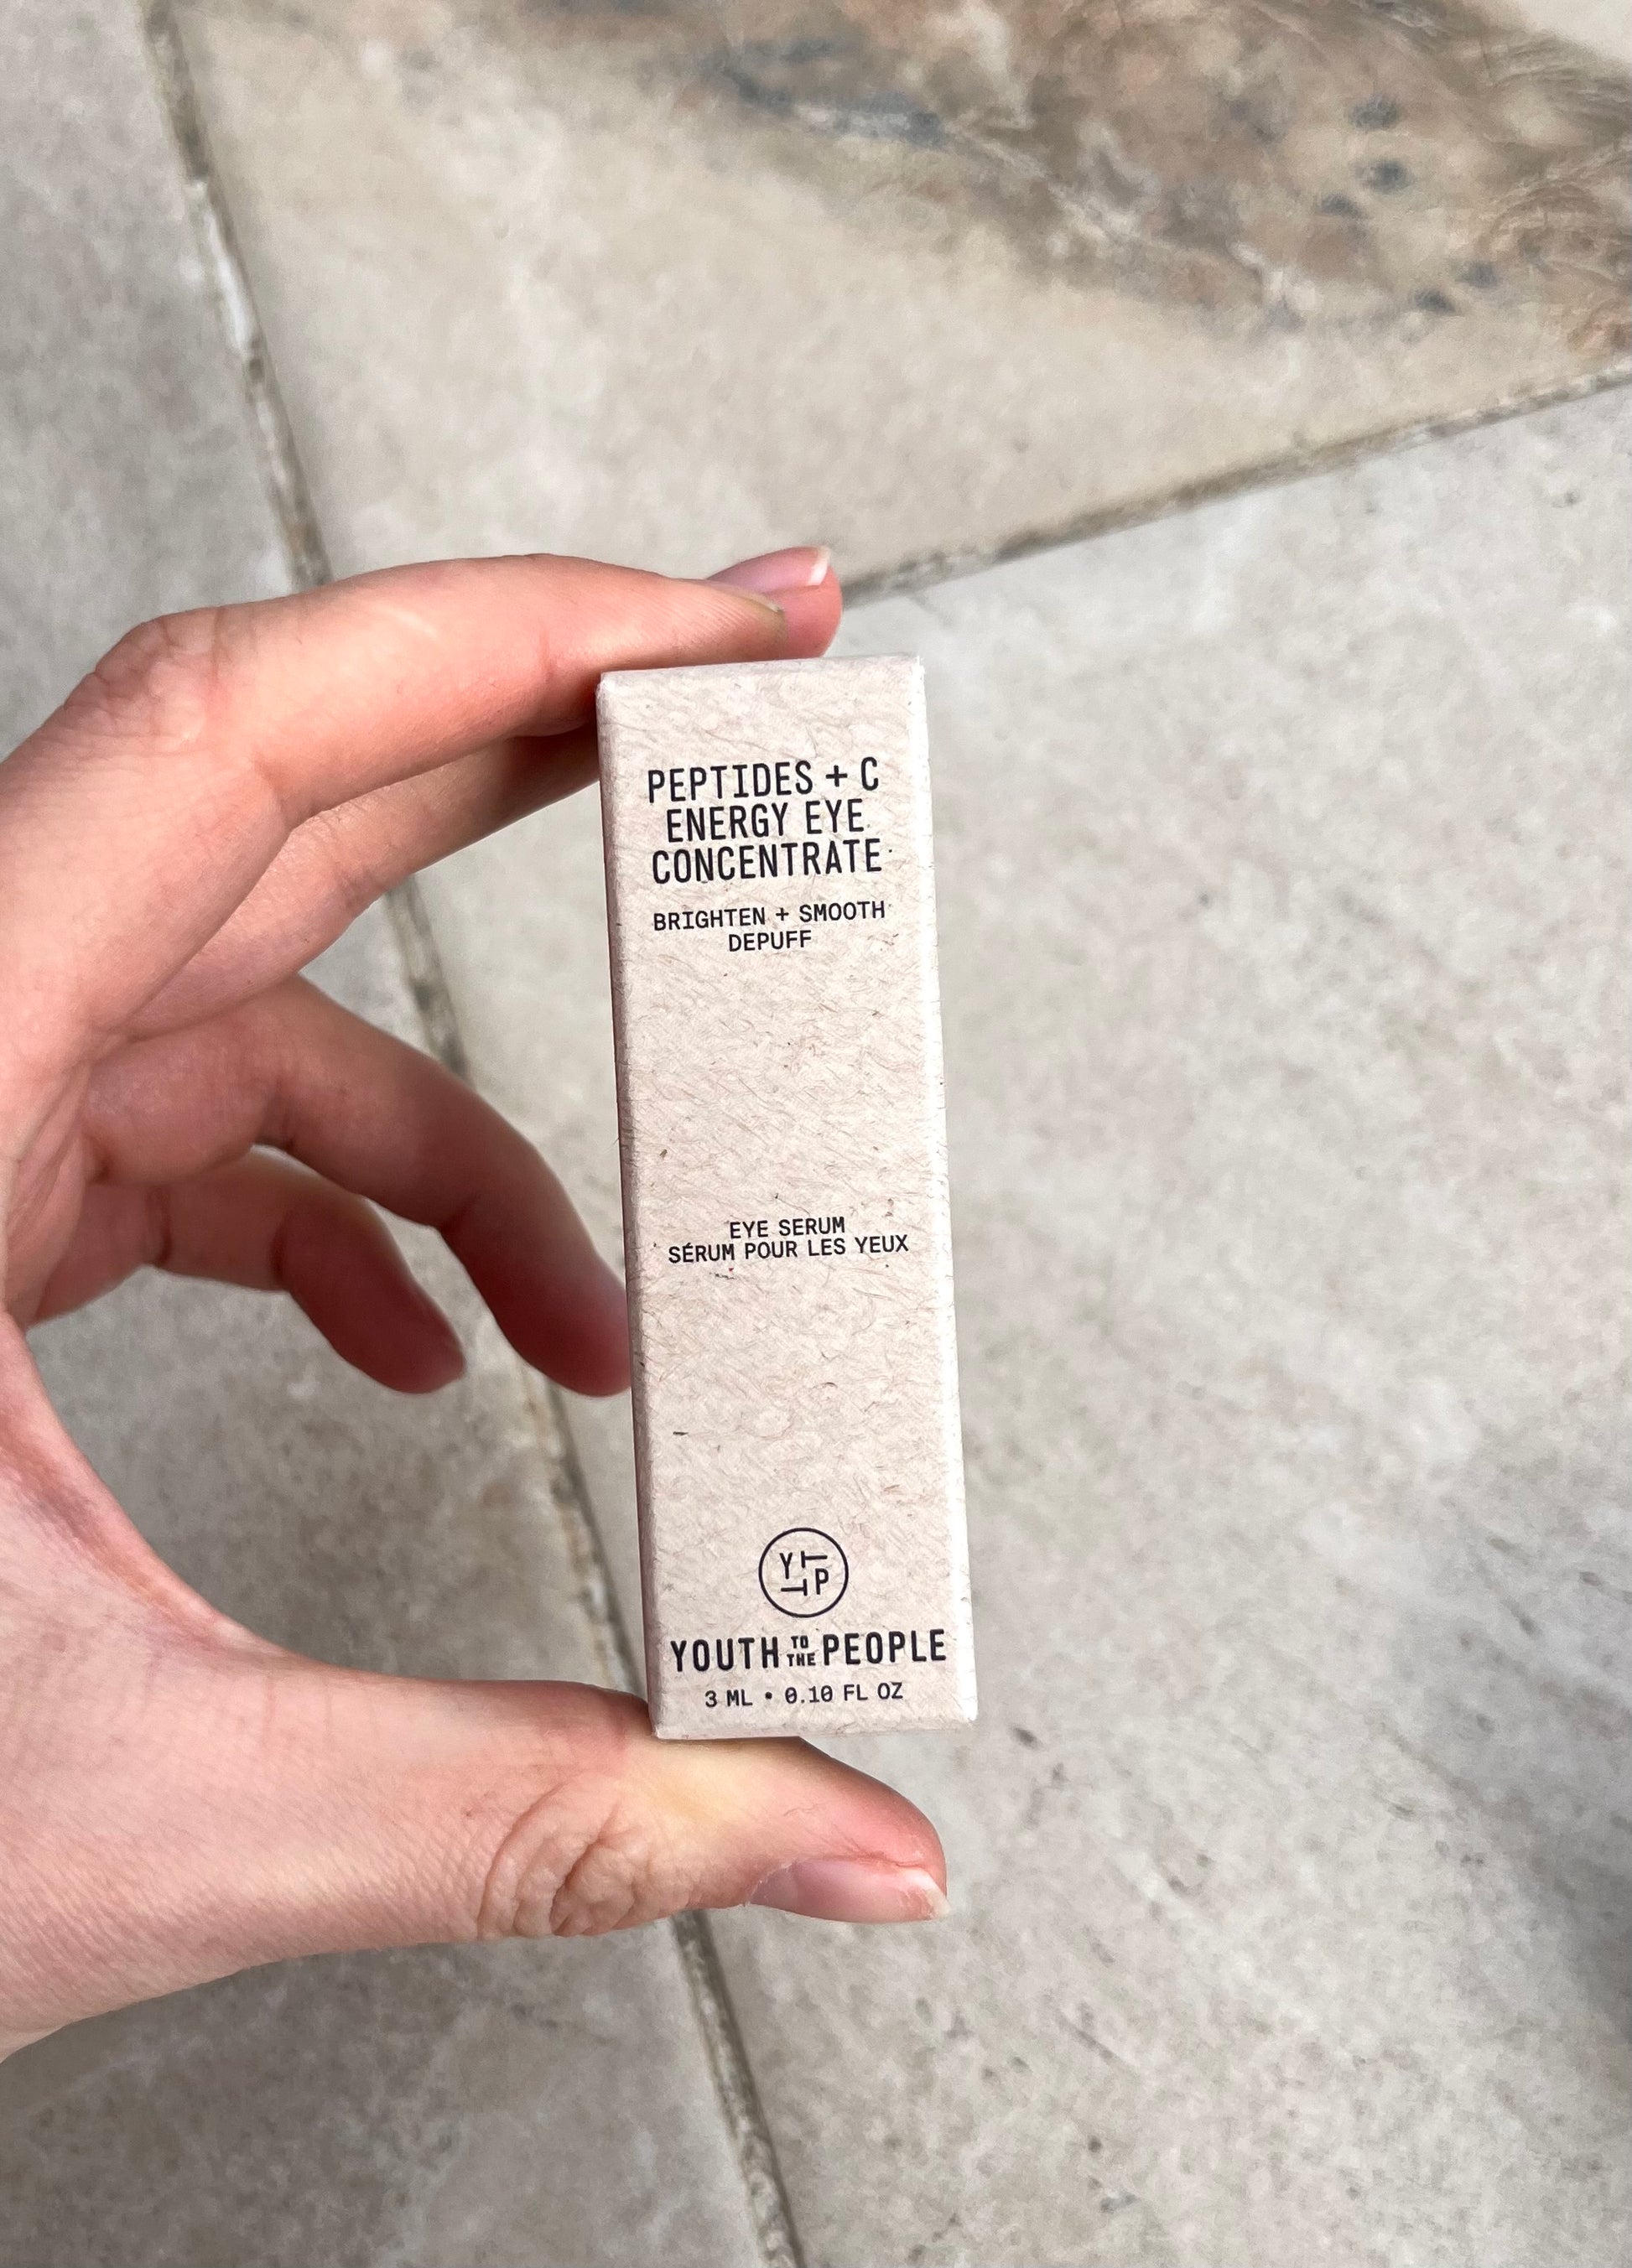 PEPTIDES + C
ENERGY EYE
CONCENTRATE
BRIGHTEN + SMOOTH
DEPUFF
EYE SERUM
SÉRUM POUR LES YEUX
YTTP
YOUTH TO THE PEOPLE
3 ML • 0.10 FL OZ